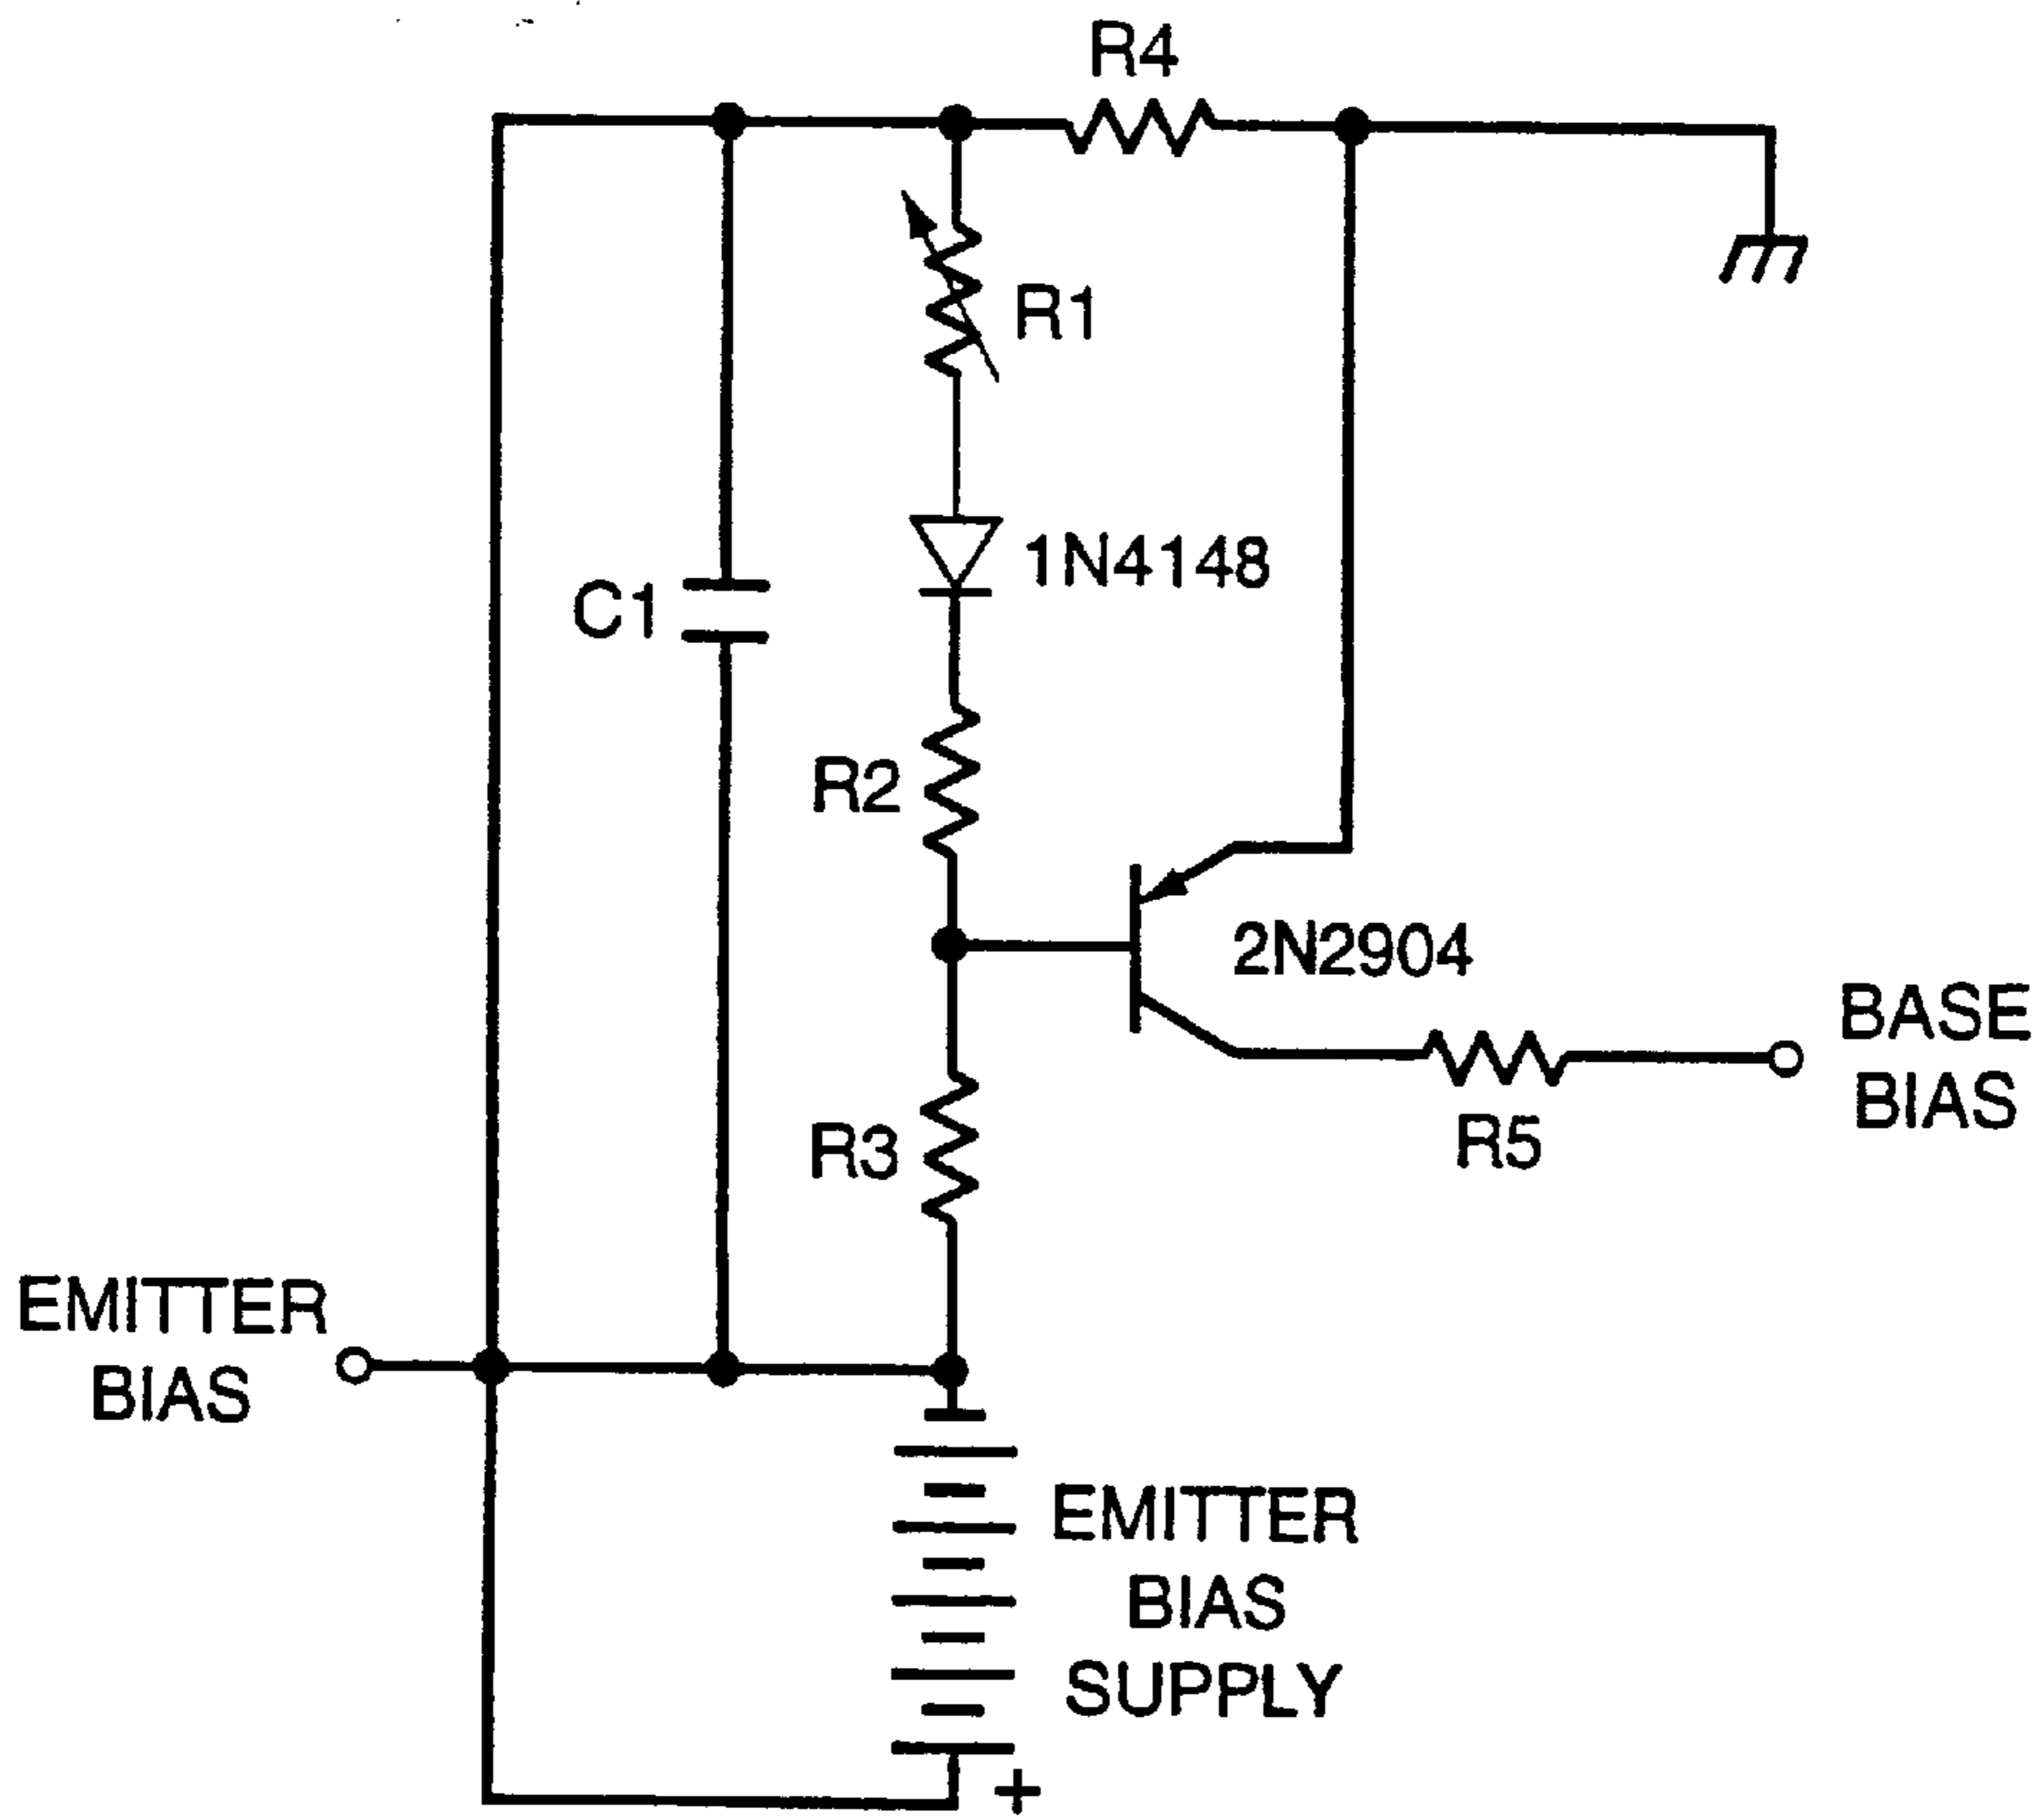 R4
R1
1N4148
C1
R2
2N2904
BASE
BIAS
R5
R3
EMITTER
BIAS
EMITTER
BIAS
SUPPLY
+